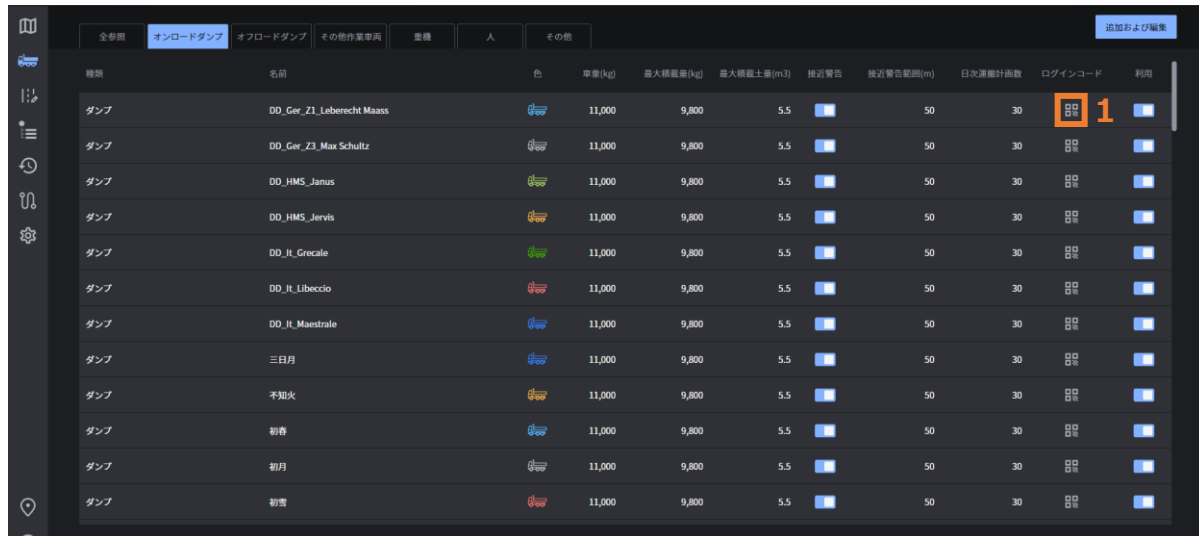 全参照 オンロードダンプ オフロードダンプ その他作業車両 重機 人 その他 追加および編集
種類 名前 色 車重(kg) 最大積載量(kg) 最大積載土量(m3) 接近警告 接近警告範囲(m) 日次運搬計画数 ログインコード 利用
ダンプ DD_Ger_Z1_Leberecht Maass 11,000 9,800 5.5 50 30 1
ダンプ DD_Ger_Z3_Max Schultz 11,000 9,800 5.5 50 30
ダンプ DD_HMS_Janus 11,000 9,800 5.5 50 30
ダンプ DD_HMS_Jervis 11,000 9,800 5.5 50 30
ダンプ DD_It_Grecale 11,000 9,800 5.5 50 30
ダンプ DD_It_Libeccio 11,000 9,800 5.5 50 30
ダンプ DD_It_Maestrale 11,000 9,800 5.5 50 30
ダンプ 三日月 11,000 9,800 5.5 50 30
ダンプ 不知火 11,000 9,800 5.5 50 30
ダンプ 初春 11,000 9,800 5.5 50 30
ダンプ 初月 11,000 9,800 5.5 50 30
ダンプ 初雪 11,000 9,800 5.5 50 30